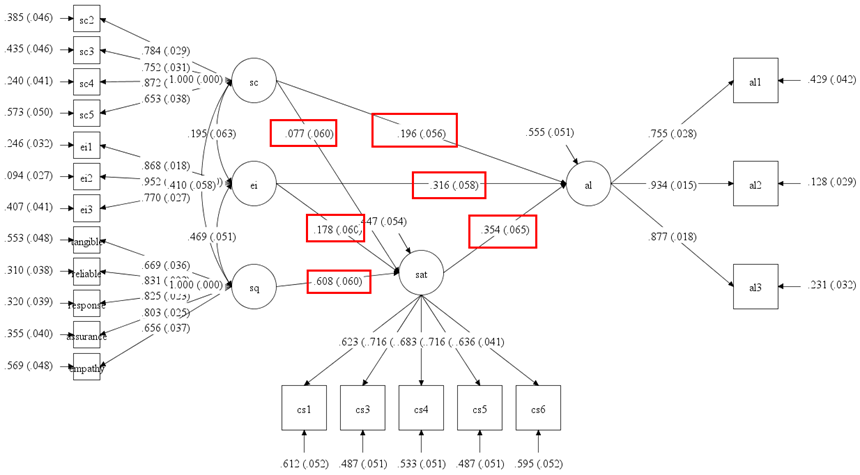 .385 (.046)
sc2
.435 (.046)
sc3
.240 (.041)
sc4
.573 (.050)
sc5
.246 (.032)
ei1
.094 (.027)
ei2
.407 (.041)
ei3
.553 (.048)
tangible
.310 (.038)
reliable
.320 (.039)
response
.355 (.040)
assurance
.569 (.048)
empathy
.784 (.029)
.752 (.031)
.872
1.000 (.000)
.653 (.038)
.195 (.063)
.868 (.018)
.952
.410 (.058)
.770 (.027)
.469 (.051)
.669 (.036)
.831
.825
1.000 (.000)
.803 (.025)
.656 (.037)
sc
ei
sq
.077 (.060)
.196 (.056)
.316 (.058)
.178 (.060)
.447 (.054)
.354 (.065)
.608 (.060)
sat
.555 (.051)
al
.755 (.028)
.934 (.015)
.877 (.018)
al1
.429 (.042)
al2
.128 (.029)
al3
.231 (.032)
.623 (.716 (.683 (.716 (.636 (.041)
cs1
cs3
cs4
cs5
cs6
.612 (.052)
.487 (.051)
.533 (.051)
.487 (.051)
.595 (.052)